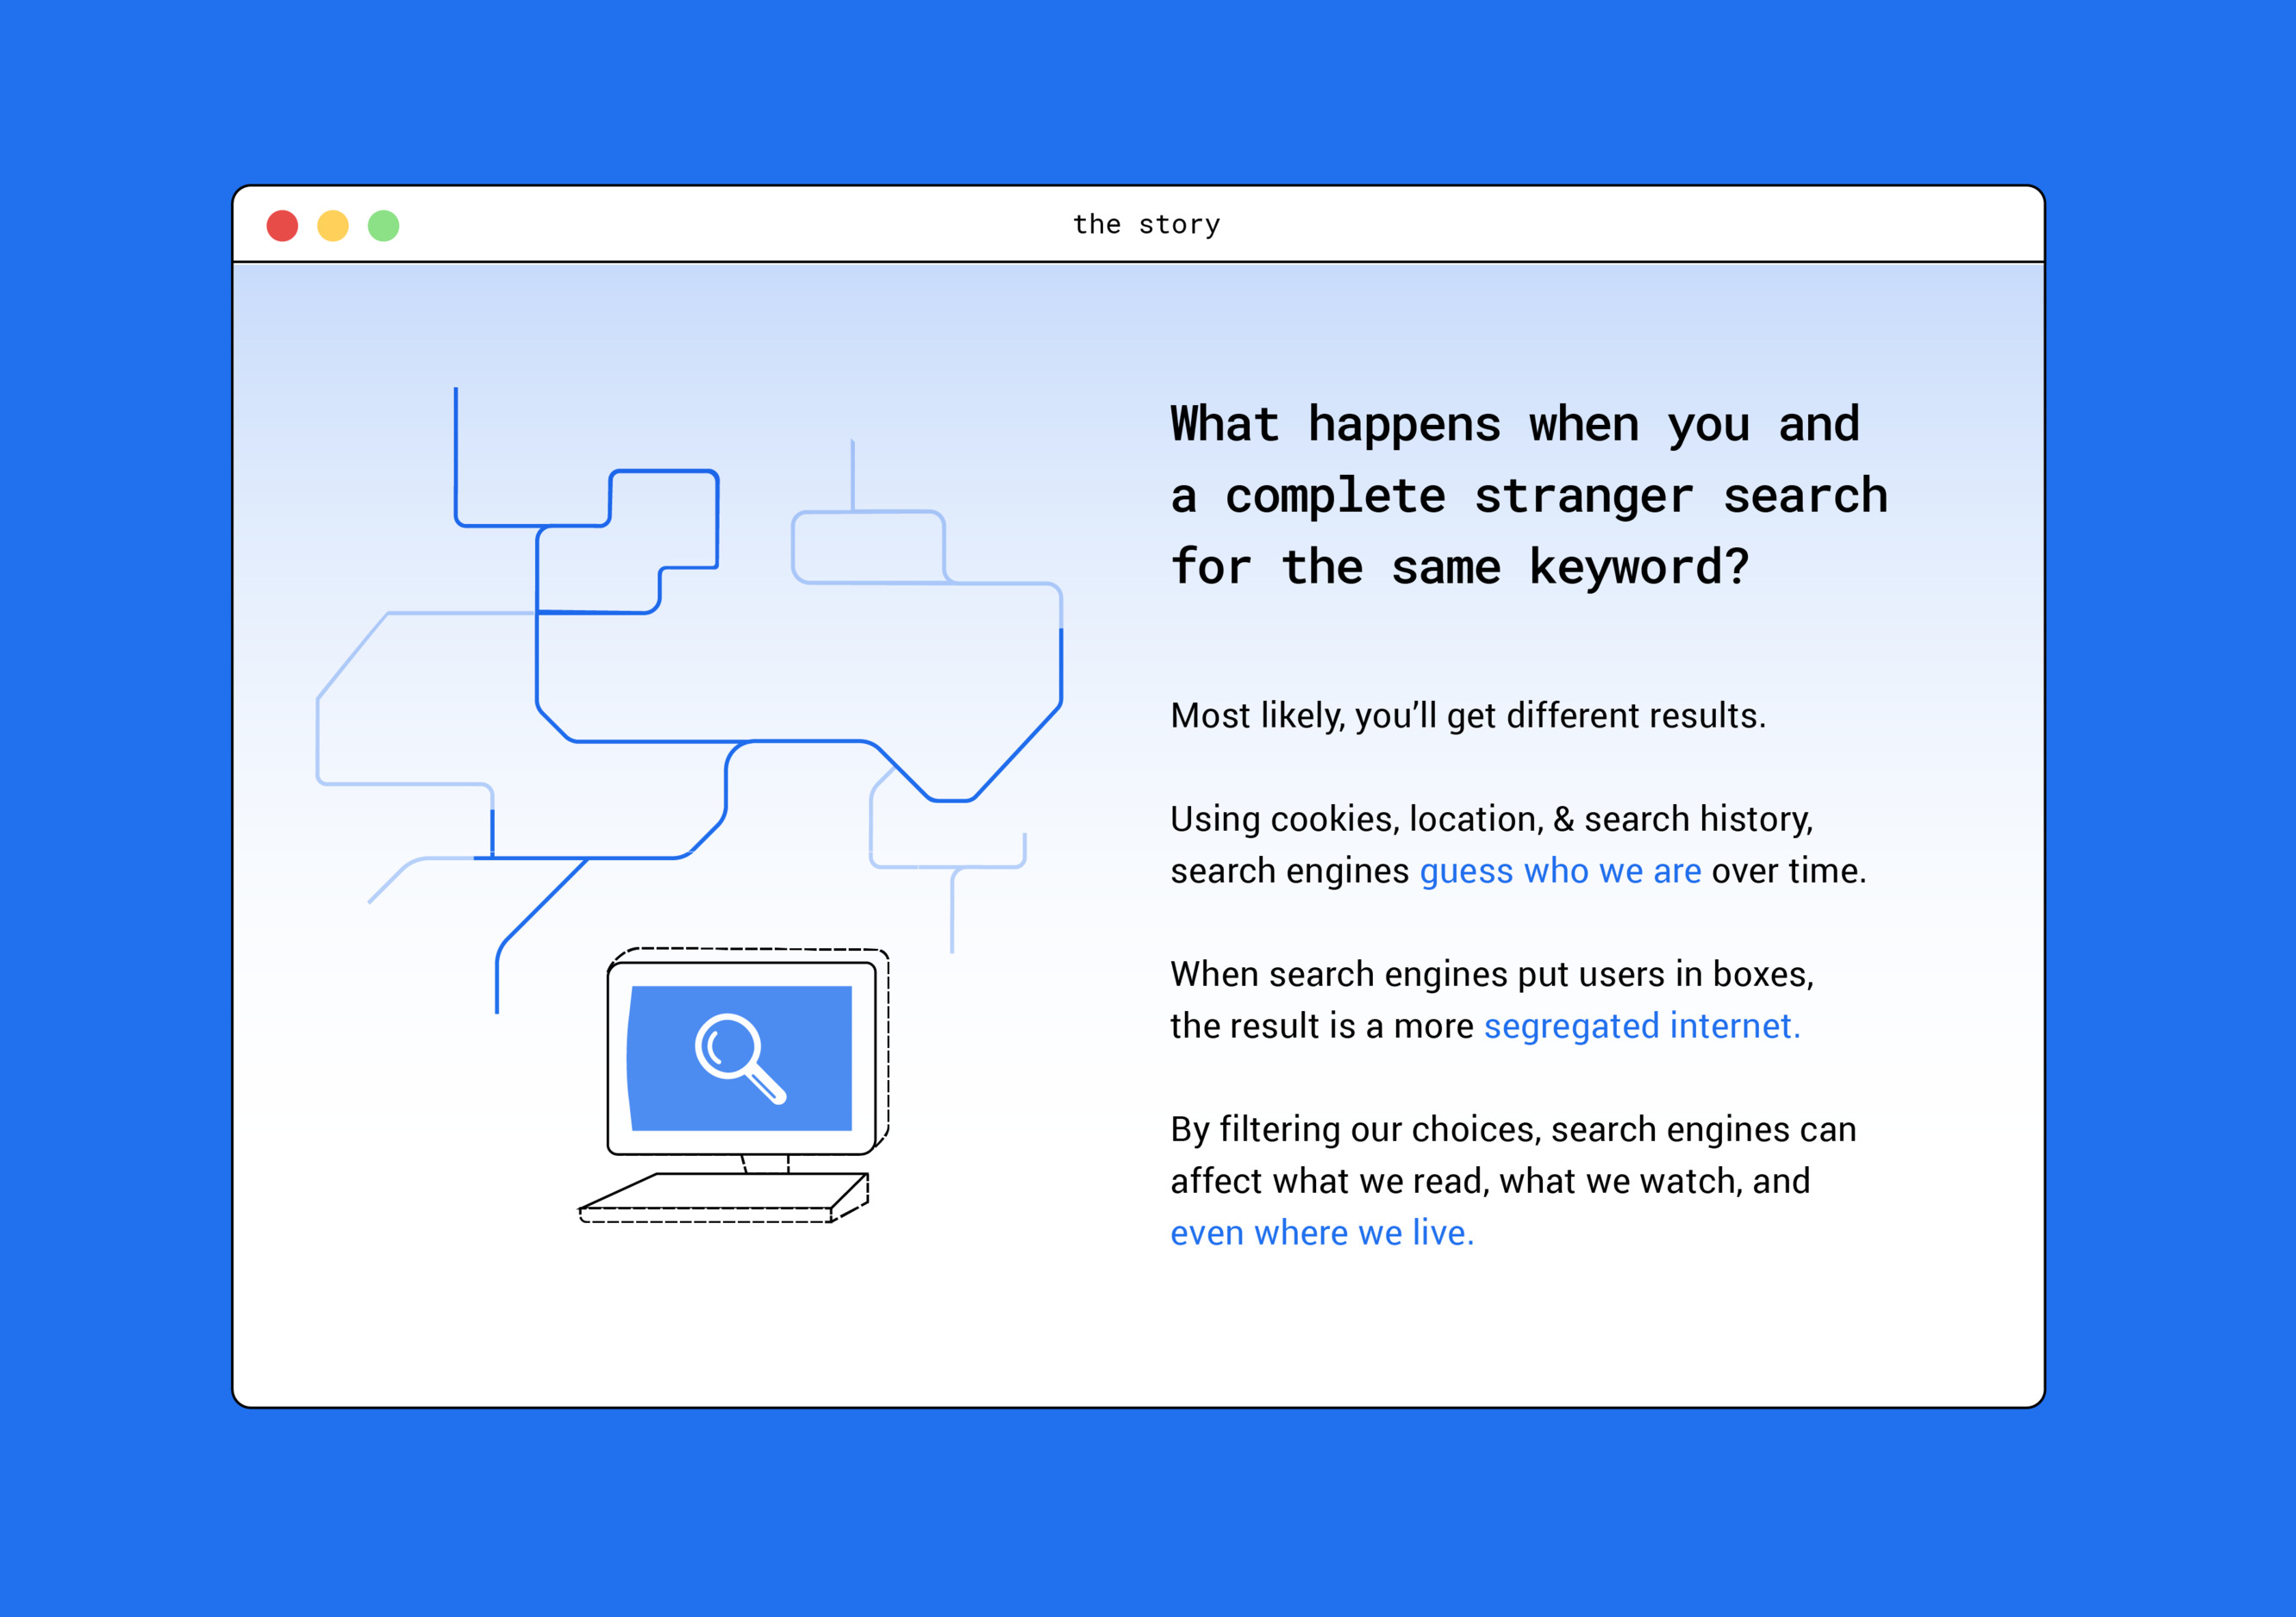 the story
What happens when you and
a complete stranger search
for the same keyword?
Most likely, you’ll get different results.
Using cookies, location, & search history,
search engines guess who we are over time.
When search engines put users in boxes,
the result is a more segregated internet.
By filtering our choices, search engines can
affect what we read, what we watch, and
even where we live.